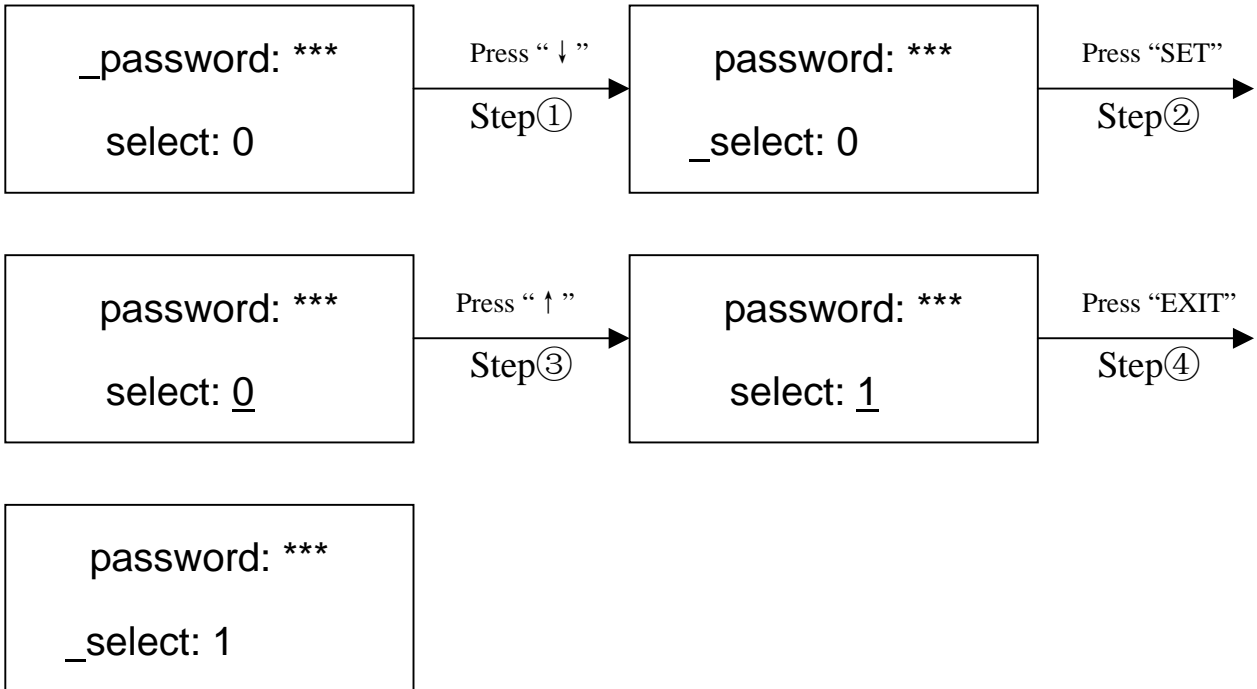 _password: ***
select: 0
Press “↓”
Step①
password: ***
_select: 0
Press “SET”
Step②
password: ***
select: 0
Press “↑”
Step③
password: ***
select: 1
Press “EXIT”
Step④
password: ***
_select: 1